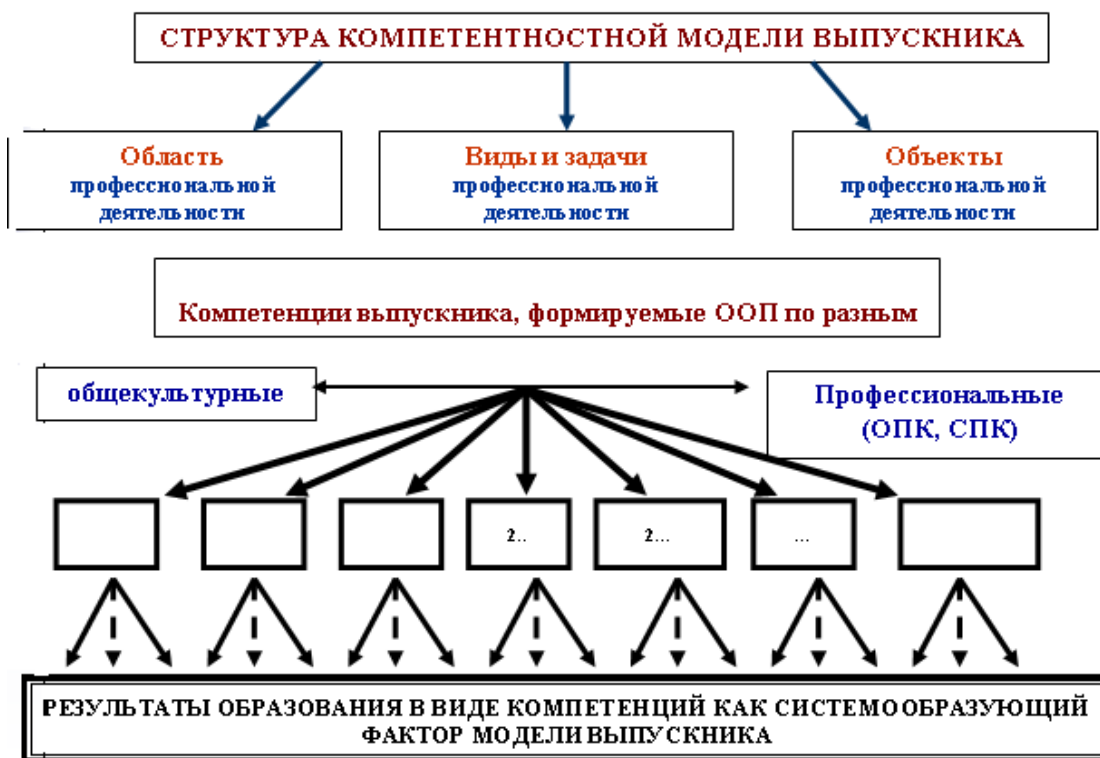 СТРУКТУРА КОМПЕТЕНТНОСТНОЙ МОДЕЛИ ВЫПУСКНИКА
Область
профессиональной
деятельности
Виды и задачи
профессиональной
деятельности
Объекты
профессиональной
деятельности
Компетенции выпускника, формируемые ООП по разным
общекультурные
Профессиональные
(ОПК, СПК)
2..
2...
...
РЕЗУЛЬТАТЫ ОБРАЗОВАНИЯ В ВИДЕ КОМПЕТЕНЦИЙ КАК СИСТЕМООБРАЗУЮЩИЙ
ФАКТОР МОДЕЛИ ВЫПУСКНИКА